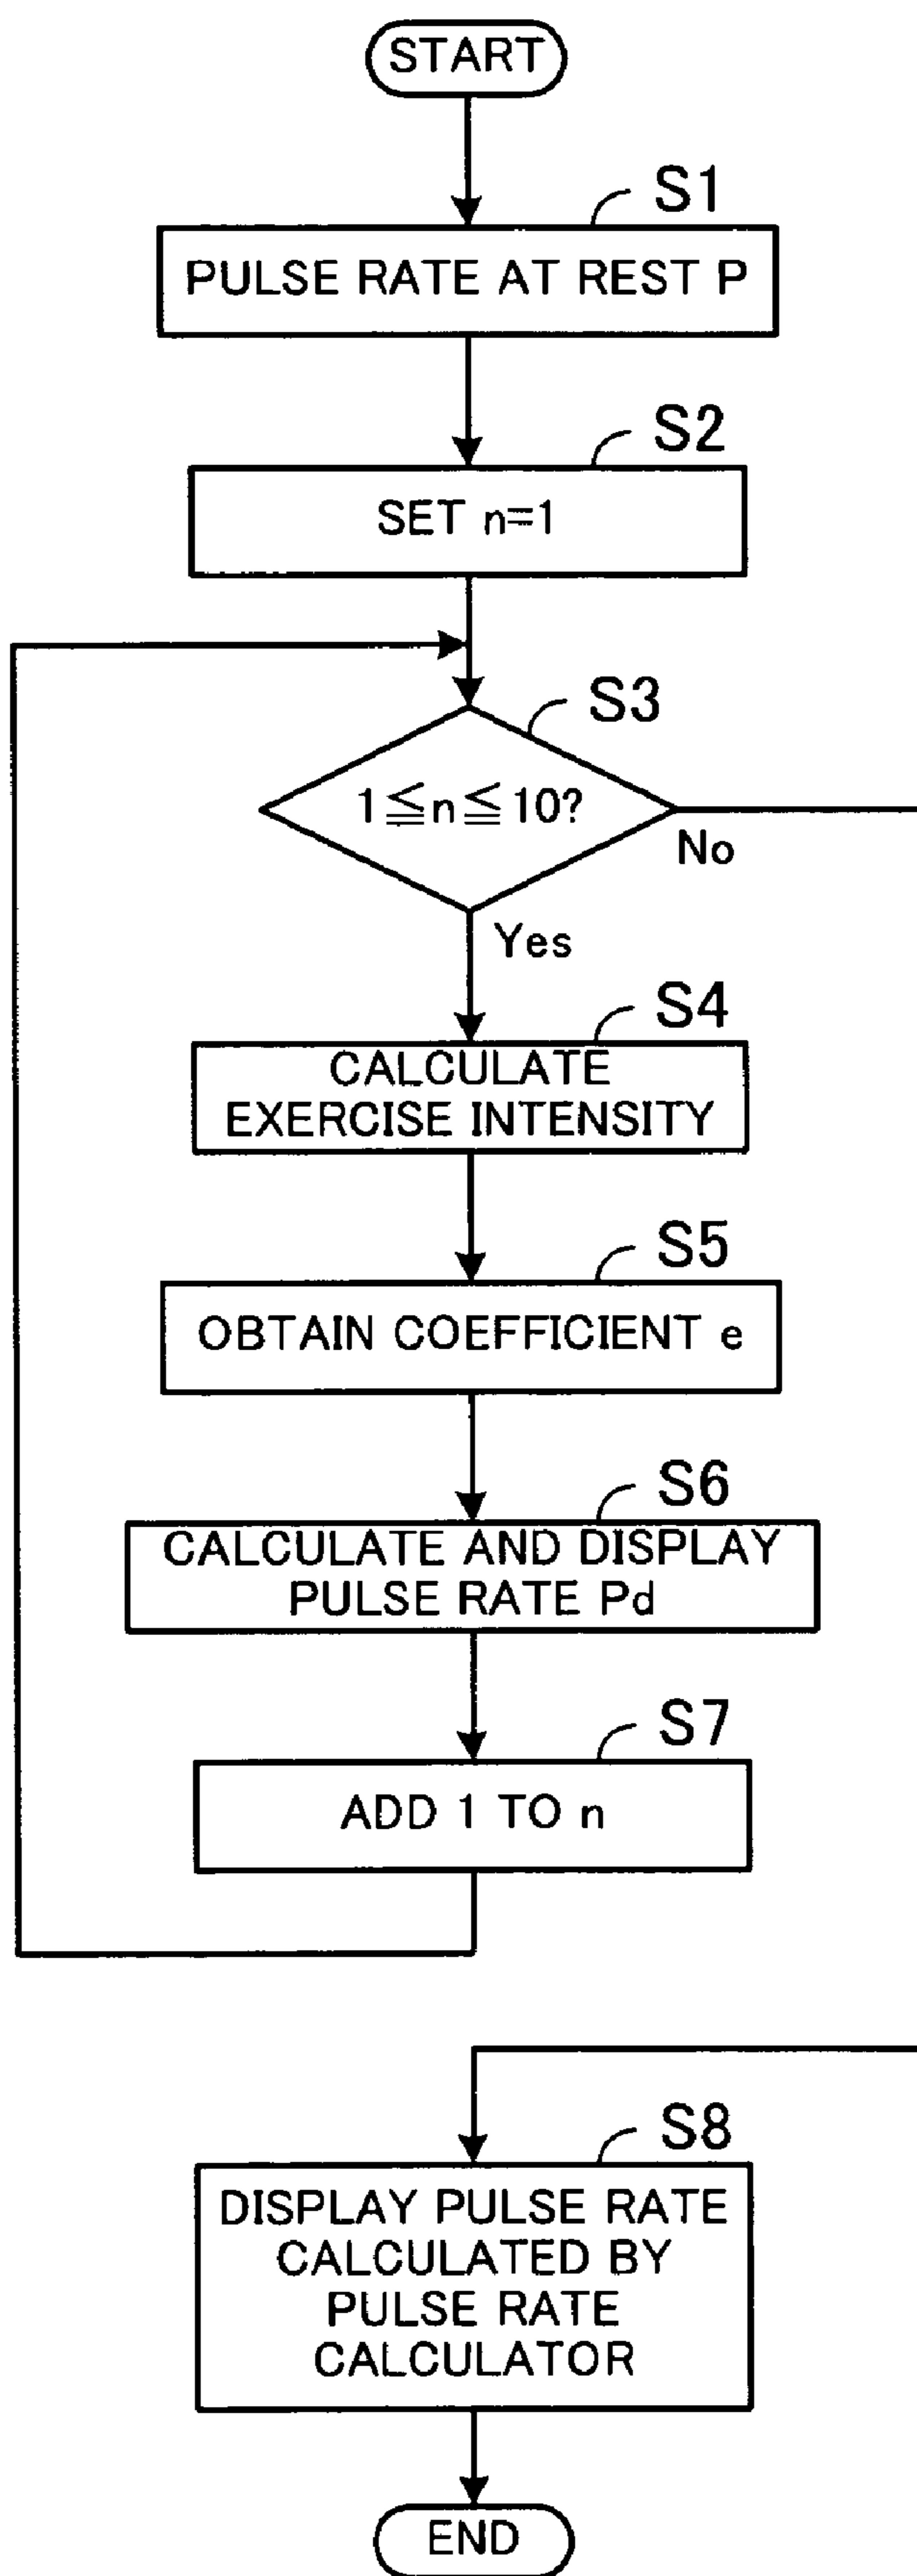 START
S1
PULSE RATE AT REST P
S2
SET n=1
S3
1≦n≦10?
No
Yes
S4
CALCULATE
EXERCISE INTENSITY
S5
OBTAIN COEFFICIENT e
S6
CALCULATE AND DISPLAY
PULSE RATE Pd
S7
ADD 1 TO n
S8
DISPLAY PULSE RATE
CALCULATED BY
PULSE RATE
CALCULATOR
END